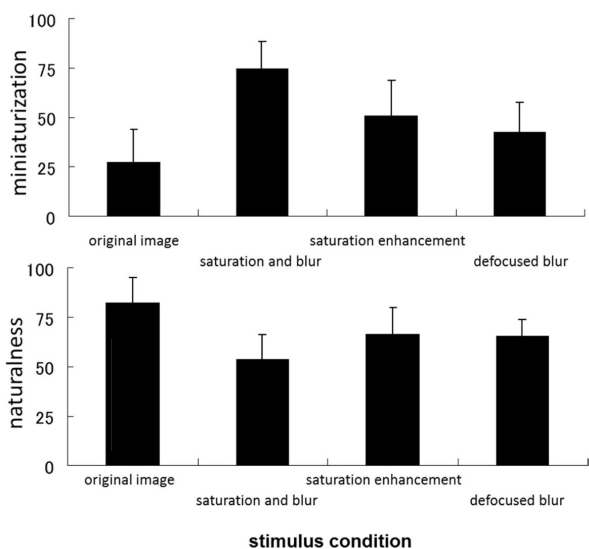 100
75
50
25
0
miniaturization
original image
saturation enhancement
saturation and blur
defocused blur
100
75
50
25
0
naturalness
original image
saturation enhancement
saturation and blur
defocused blur
stimulus condition